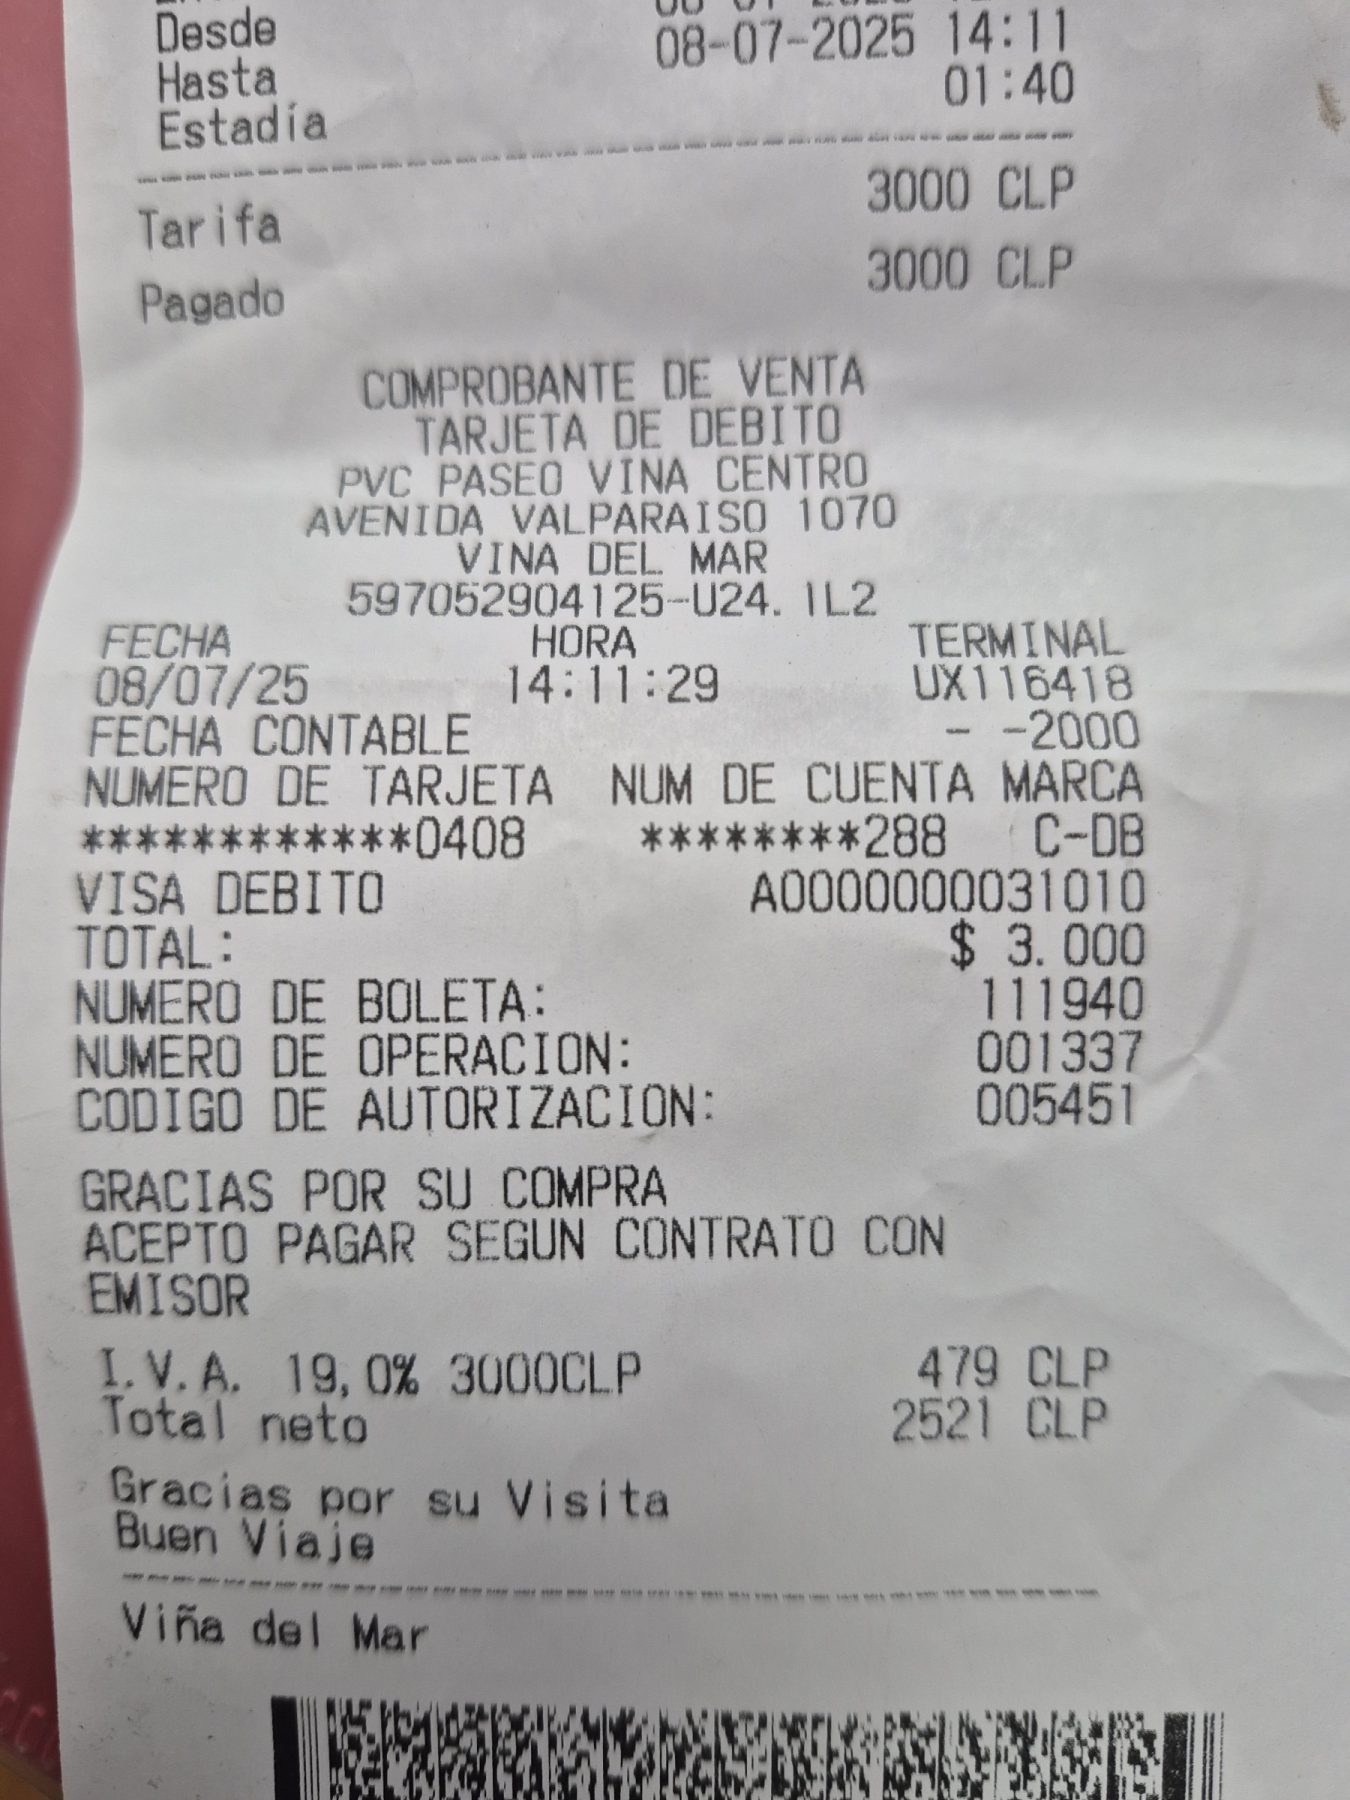 Desde
08-07-2025 14:11
Hasta
01:40
Estadía
Tarifa 3000 CLP
Pagado 3000 CLP
COMPROBANTE DE VENTA
TARJETA DE DEBITO
PVC PASEO VINA CENTRO
AVENIDA VALPARAISO 1070
VINA DEL MAR
597052904125-U24.1L2
FECHA HORA TERMINAL
08/07/25 14:11:29 UX116418
FECHA CONTABLE - -2000
NUMERO DE TARJETA NUM DE CUENTA MARCA
************0408 ********288 C-DB
VISA DEBITO A0000000031010
TOTAL: $ 3.000
NUMERO DE BOLETA: 111940
NUMERO DE OPERACION: 001337
CODIGO DE AUTORIZACION: 005451
GRACIAS POR SU COMPRA
ACEPTO PAGAR SEGUN CONTRATO CON
EMISOR
I.V.A. 19,0% 3000CLP 479 CLP
Total neto 2521 CLP
Gracias por su Visita
Buen Viaje
Viña del Mar